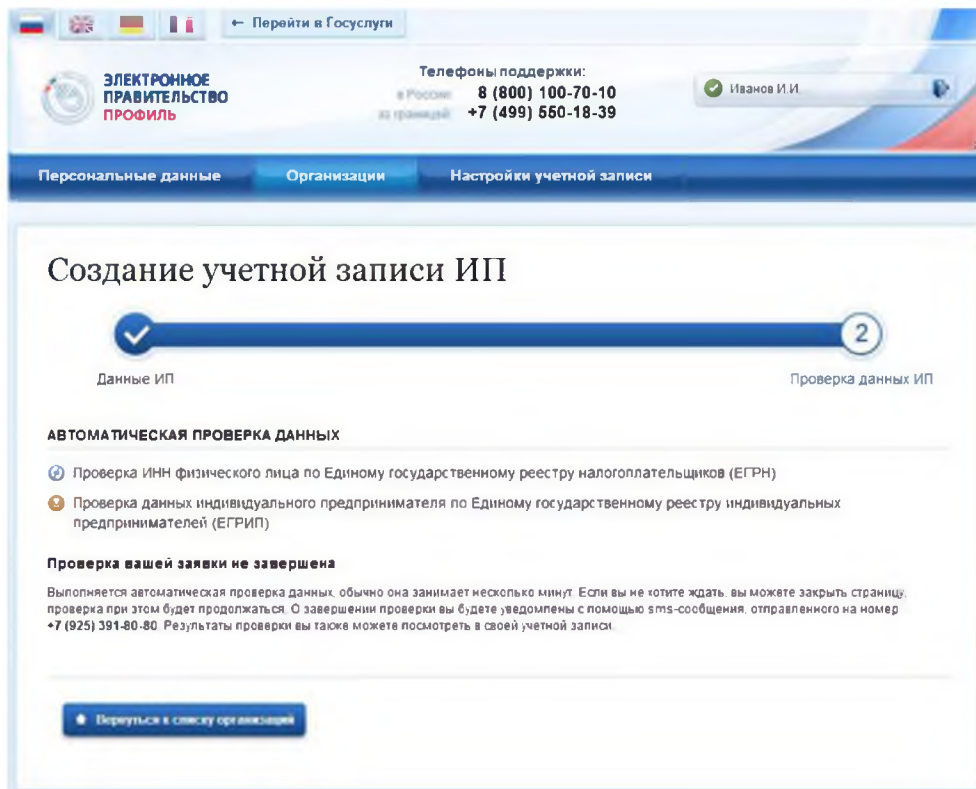 ← Перейти в Госуслуги
ЭЛЕКТРОННОЕ
ПРАВИТЕЛЬСТВО
ПРОФИЛЬ
Телефоны поддержки:
в России 8 (800) 100-70-10
за границей +7 (499) 550-18-39
Иванов И.И.
Персональные данные Организации Настройки учетной записи
Создание учетной записи ИП
2
Данные ИП Проверка данных ИП
АВТОМАТИЧЕСКАЯ ПРОВЕРКА ДАННЫХ
Проверка ИНН физического лица по Единому государственному реестру налогоплательщиков (ЕГРН)
Проверка данных индивидуального предпринимателя по Единому государственному реестру индивидуальных
предпринимателей (ЕГРИП)
Проверка вашей заявки не завершена
Выполняется автоматическая проверка данных, обычно она занимает несколько минут. Если вы не хотите ждать, вы можете закрыть страницу,
проверка при этом будет продолжаться. О завершении проверки вы будете уведомлены с помощью sms-сообщения, отправленного на номер
+7 (925) 391-80-80. Результаты проверки вы также можете посмотреть в своей учетной записи.
Вернуться к списку организаций